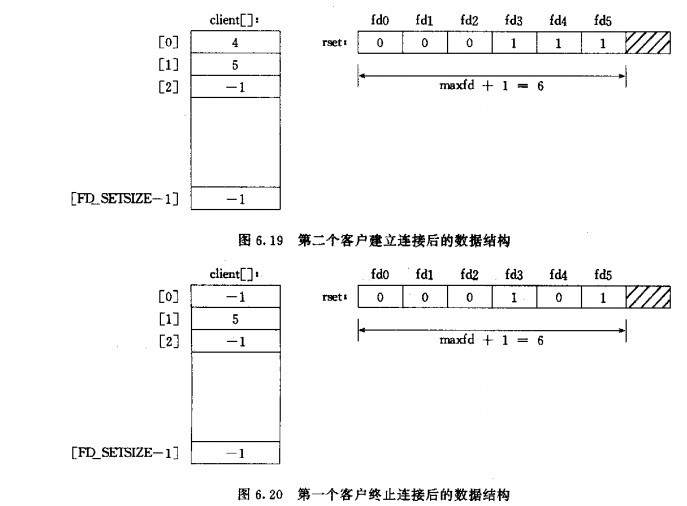 client[]:
[0] 4
[1] 5
[2] -1
[FD_SETSIZE-1] -1
fd0 fd1 fd2 fd3 fd4 fd5
rset: 0 0 0 1 1 1
maxfd + 1 = 6
图 6.19 第二个客户建立连接后的数据结构
client[]:
[0] -1
[1] 5
[2] -1
[FD_SETSIZE-1] -1
fd0 fd1 fd2 fd3 fd4 fd5
rset: 0 0 0 1 0 1
maxfd + 1 = 6
图 6.20 第一个客户终止连接后的数据结构